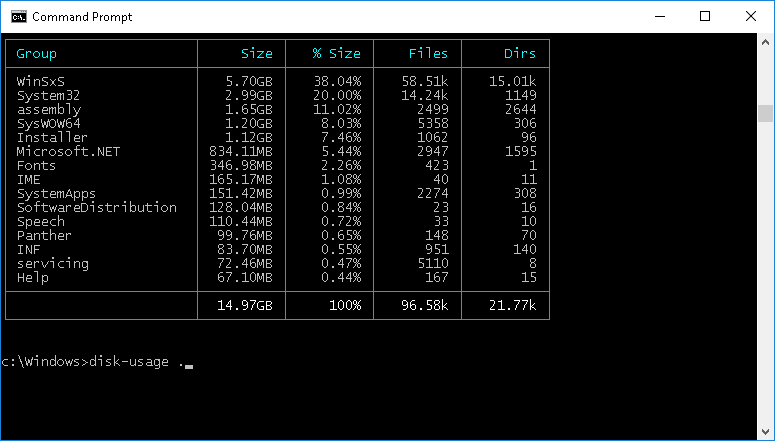 Command Prompt
Group Size % Size Files Dirs
WinSxS 5.70GB 38.04% 58.51k 15.01k
System32 2.99GB 20.00% 14.24k 1149
assembly 1.65GB 11.02% 2499 2644
SysWOW64 1.20GB 8.03% 5358 306
Installer 1.12GB 7.46% 1062 96
Microsoft.NET 834.11MB 5.44% 2947 1595
Fonts 346.98MB 2.26% 423 1
IME 165.17MB 1.08% 40 11
SystemApps 151.42MB 0.99% 2274 308
SoftwareDistribution 128.04MB 0.84% 23 16
Speech 110.44MB 0.72% 33 10
Panther 99.76MB 0.65% 148 70
INF 83.70MB 0.55% 951 140
servicing 72.46MB 0.47% 5110 8
Help 67.10MB 0.44% 167 15
14.97GB 100% 96.58k 21.77k
c:\Windows>disk-usage .